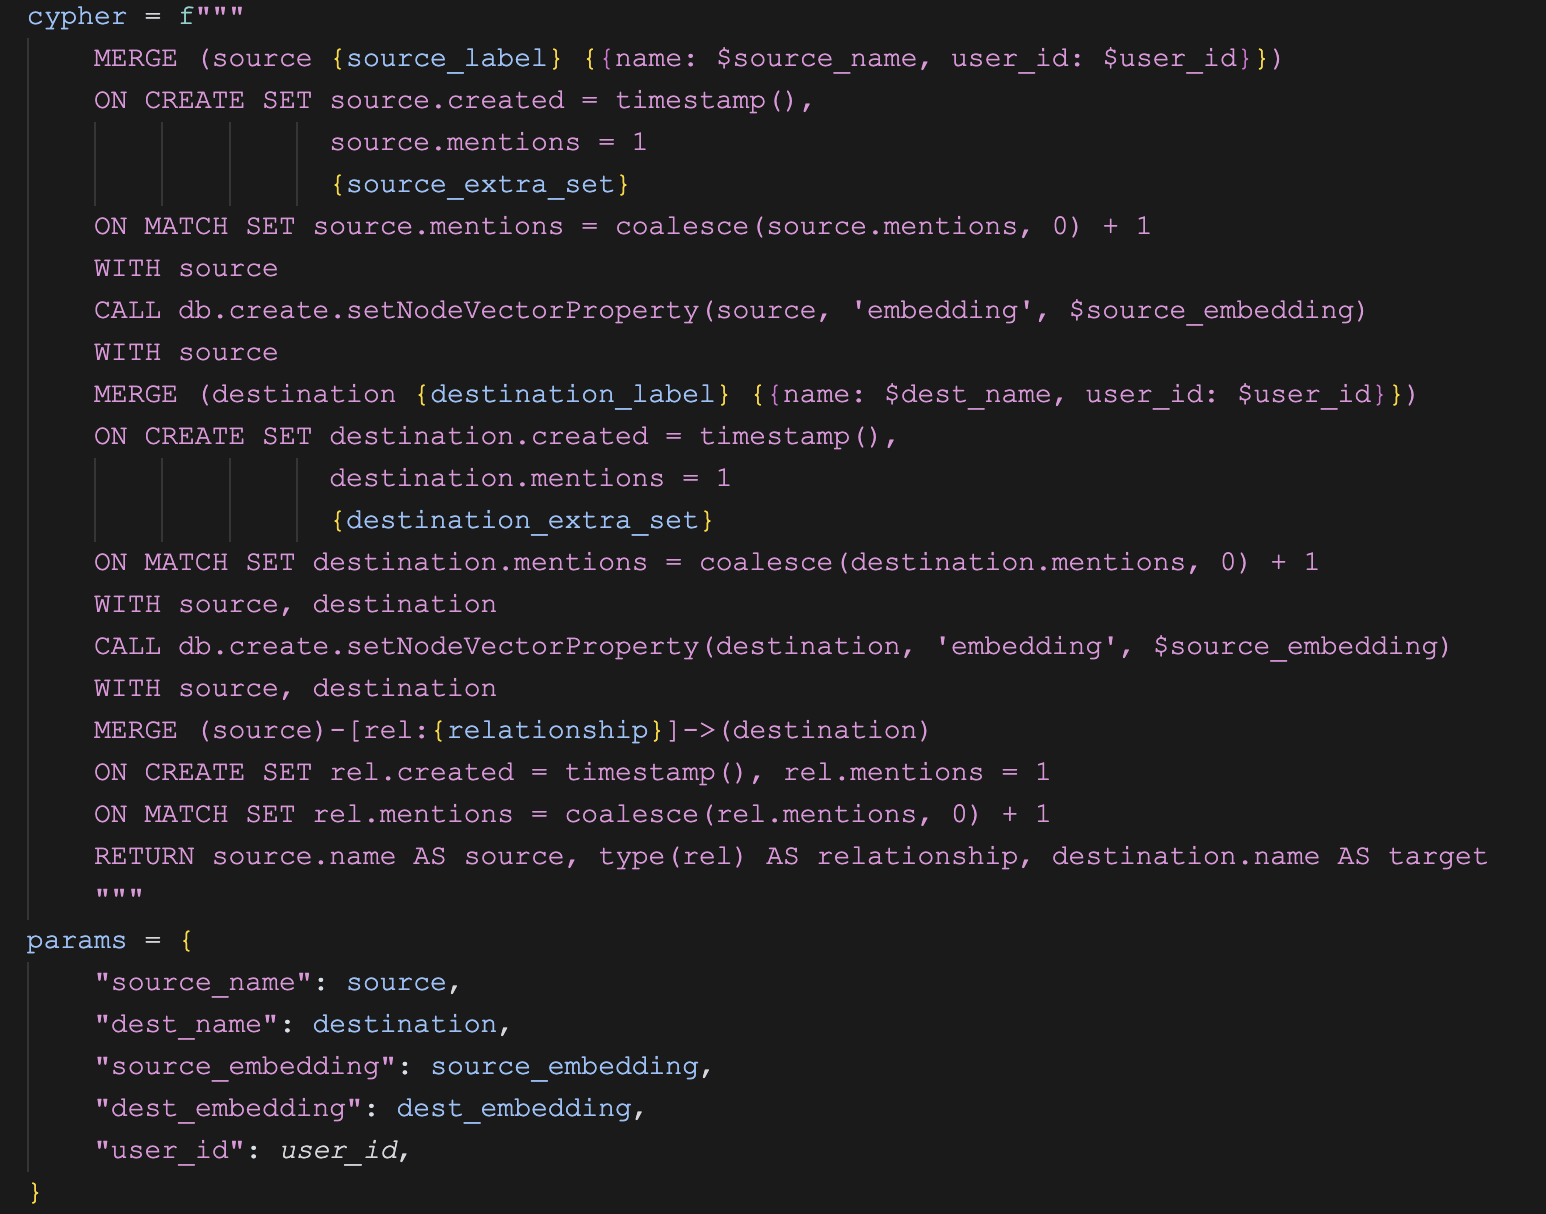 cypher = f"""
MERGE (source {source_label} {{name: $source_name, user_id: $user_id}})
ON CREATE SET source.created = timestamp(),
source.mentions = 1
{source_extra_set}
ON MATCH SET source.mentions = coalesce(source.mentions, 0) + 1
WITH source
CALL db.create.setNodeVectorProperty(source, 'embedding', $source_embedding)
WITH source
MERGE (destination {destination_label} {{name: $dest_name, user_id: $user_id}})
ON CREATE SET destination.created = timestamp(),
destination.mentions = 1
{destination_extra_set}
ON MATCH SET destination.mentions = coalesce(destination.mentions, 0) + 1
WITH source, destination
CALL db.create.setNodeVectorProperty(destination, 'embedding', $source_embedding)
WITH source, destination
MERGE (source)-[rel:{relationship}]->(destination)
ON CREATE SET rel.created = timestamp(), rel.mentions = 1
ON MATCH SET rel.mentions = coalesce(rel.mentions, 0) + 1
RETURN source.name AS source, type(rel) AS relationship, destination.name AS target
"""
params = {
"source_name": source,
"dest_name": destination,
"source_embedding": source_embedding,
"dest_embedding": dest_embedding,
"user_id": user_id,
}